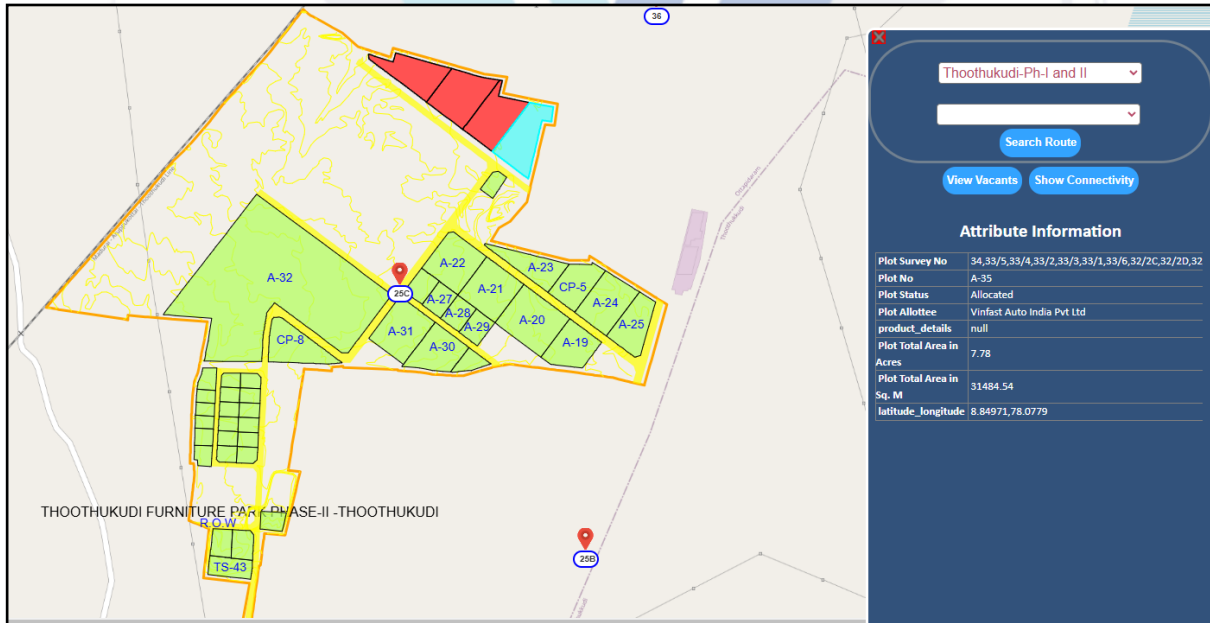 36
Thoothukudi-Ph-I and II
Search Route
View Vacants
Show Connectivity
Attribute Information
Plot Survey No 34,33/5,33/4,33/2,33/3,33/1,33/6,32/2C,32/2D,32
Plot No A-35
Plot Status Allocated
Plot Allottee Vinfast Auto India Pvt Ltd
product_details null
Plot Total Area in
Acres
7.78
Plot Total Area in
Sq. M
31484.54
latitude_longitude 8.84971,78.0779
Ottapidaram
Thoothukkudi
A-22
A-23
A-32
CP-5
25C
A-27
A-21
A-24
A-28
A-31
A-29
A-20
A-25
CP-8
A-30
A-19
THOOTHUKUDI FURNITURE PARK PHASE-II -THOOTHUKUDI
R.O.W
TS-43
25B